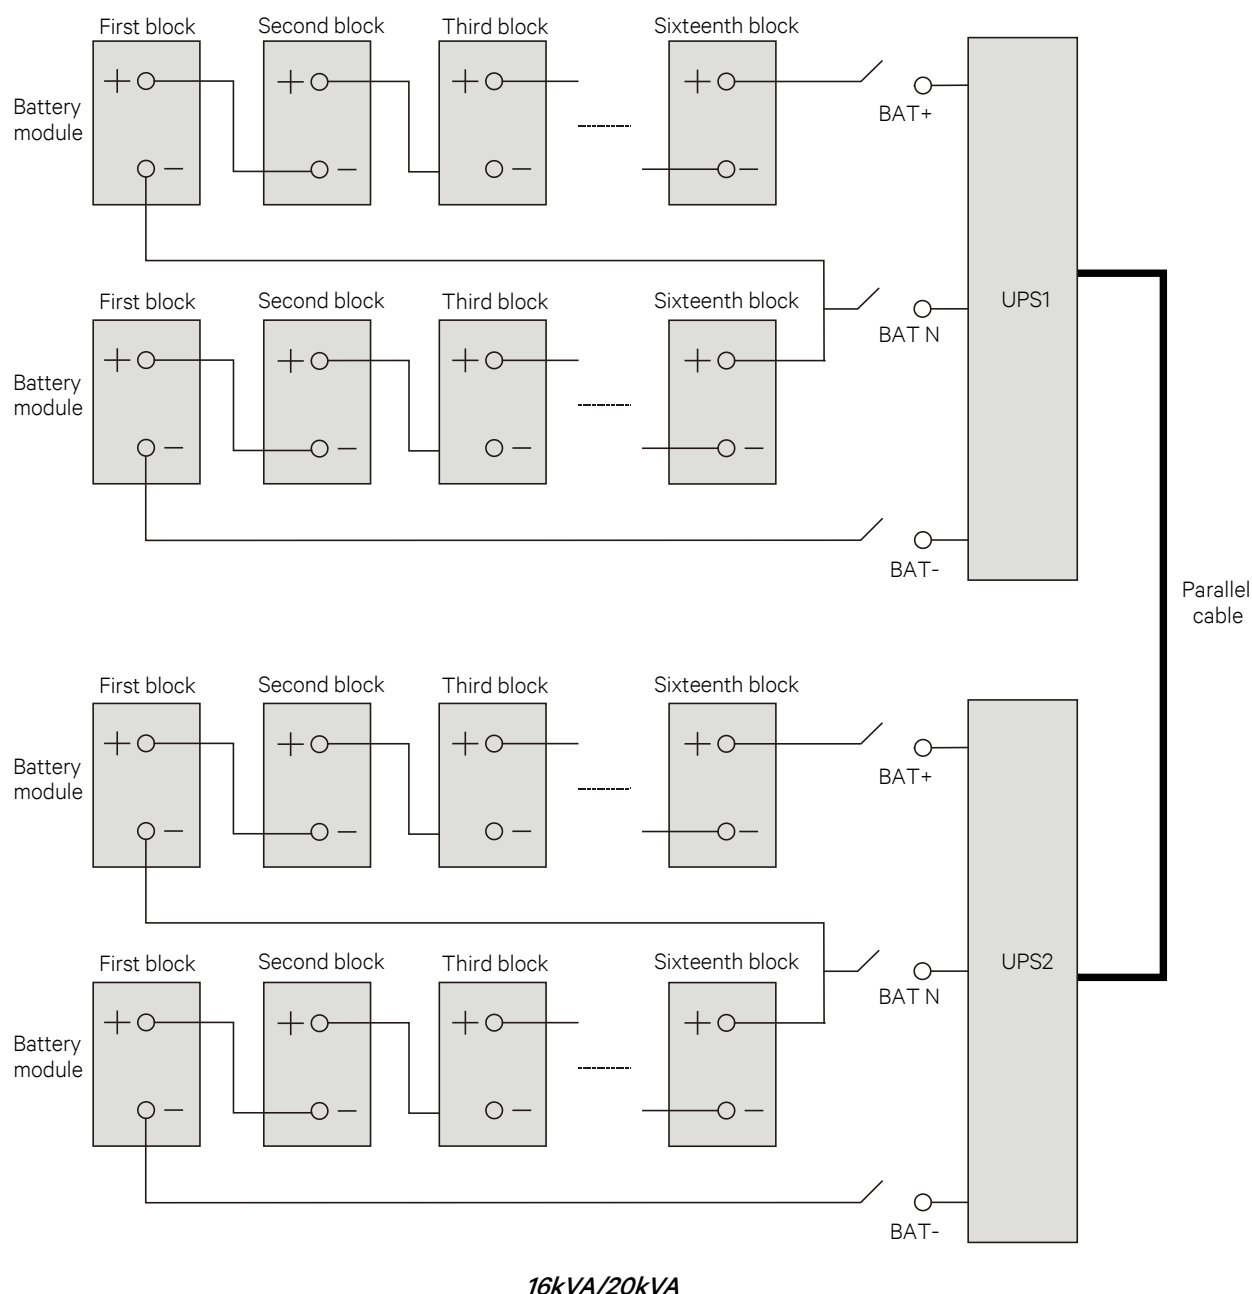 First block Second block Third block Sixteenth block
+ + + +
Battery
module
BAT+
- - - -
UPS1
First block Second block Third block Sixteenth block
BAT N
+ + + +
Battery
module
- - - -
BAT-
Parallel
cable
First block Second block Third block Sixteenth block
+ + + +
Battery
module
BAT+
- - - -
UPS2
First block Second block Third block Sixteenth block
BAT N
+ + + +
Battery
module
- - - -
BAT-
16kVA/20kVA